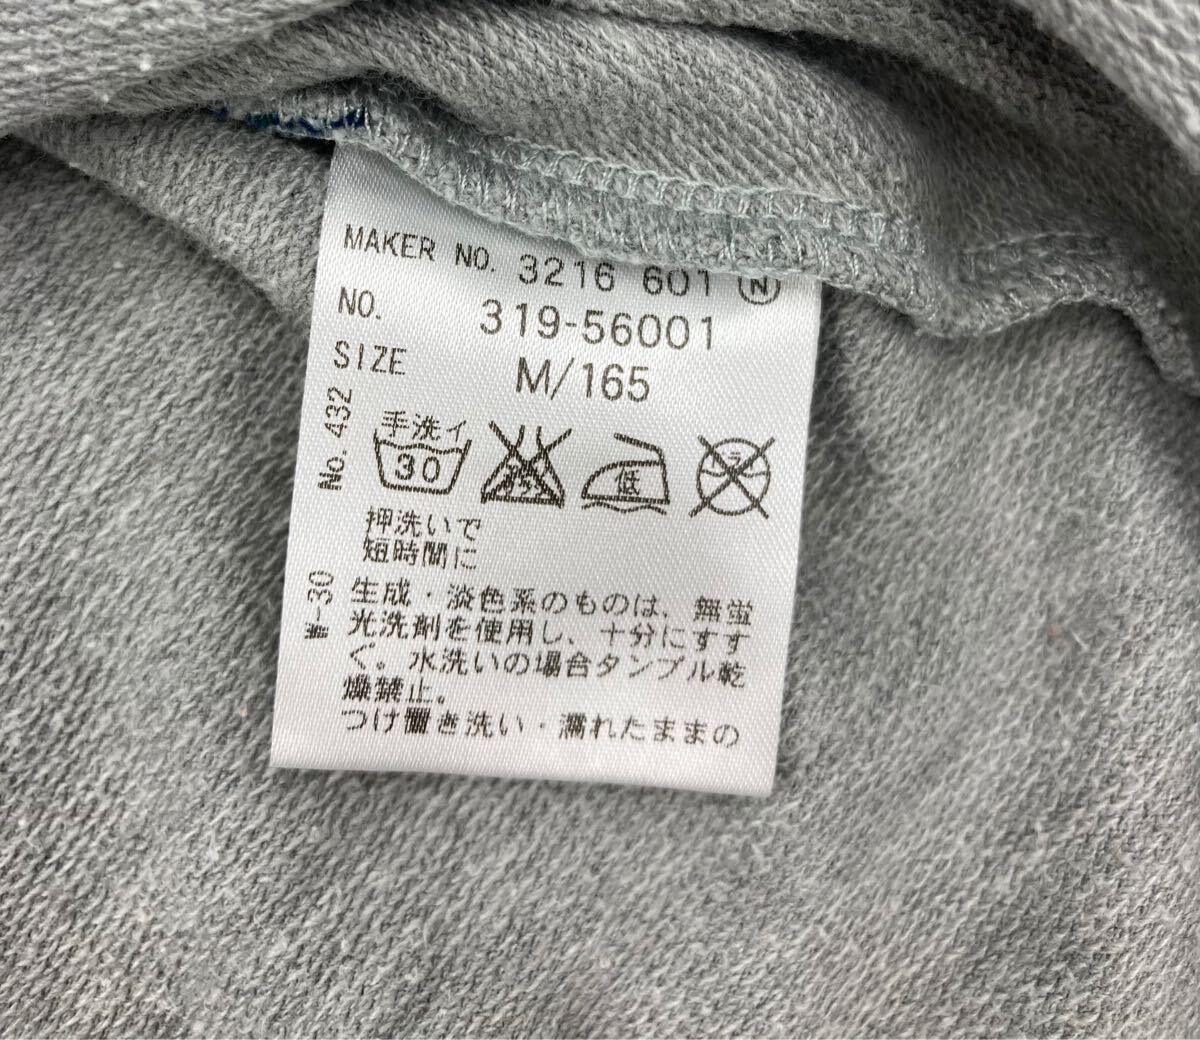 MAKER NO. 3216 601 N
NO. 319-56001
SIZE M/165
No. 432
手洗イ
30
低
押洗いで
短時間に
W-30
生成・淡色系のものは、無蛍
光洗剤を使用し、十分にすす
ぐ。水洗いの場合タンブル乾
燥禁止。
つけ置き洗い・濡れたままの